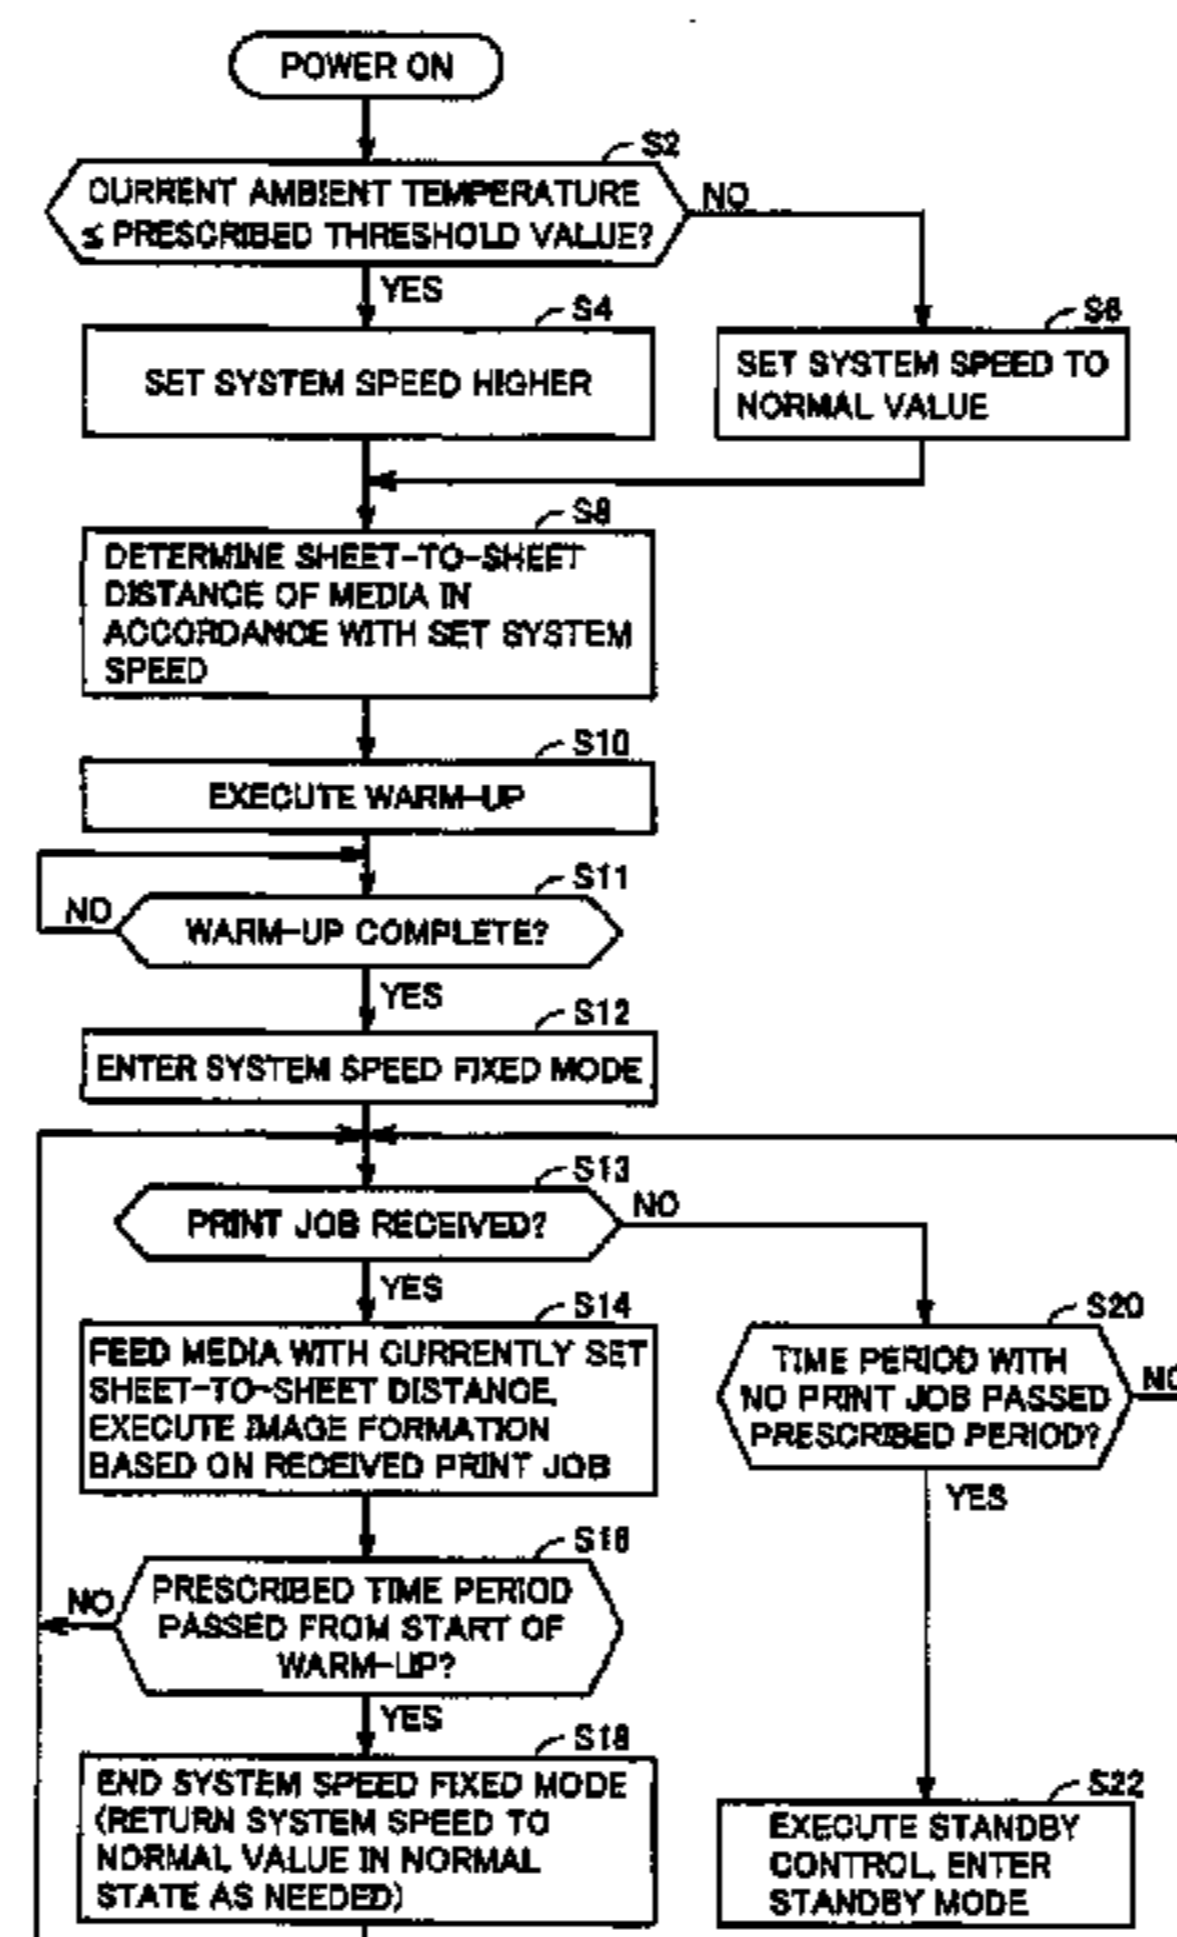 POWER ON
S2
CURRENT AMBIENT TEMPERATURE
≤ PRESCRIBED THRESHOLD VALUE?
NO
YES
S4
SET SYSTEM SPEED HIGHER
S6
SET SYSTEM SPEED TO
NORMAL VALUE
S8
DETERMINE SHEET-TO-SHEET
DISTANCE OF MEDIA IN
ACCORDANCE WITH SET SYSTEM
SPEED
S10
EXECUTE WARM-UP
S11
NO
WARM-UP COMPLETE?
YES
S12
ENTER SYSTEM SPEED FIXED MODE
S13
PRINT JOB RECEIVED?
NO
YES
S14
FEED MEDIA WITH CURRENTLY SET
SHEET-TO-SHEET DISTANCE,
EXECUTE IMAGE FORMATION
BASED ON RECEIVED PRINT JOB
S20
TIME PERIOD WITH
NO PRINT JOB PASSED
PRESCRIBED PERIOD?
NO
YES
S16
NO
PRESCRIBED TIME PERIOD
PASSED FROM START OF
WARM-UP?
YES
S18
END SYSTEM SPEED FIXED MODE
(RETURN SYSTEM SPEED TO
NORMAL VALUE IN NORMAL
STATE AS NEEDED)
S22
EXECUTE STANDBY
CONTROL, ENTER
STANDBY MODE